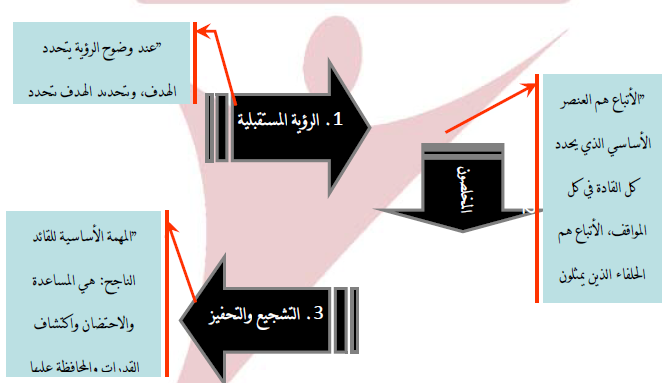 "عند وضوح الرؤية يتحدد
الهدف، وبتحديد الهدف يتحدد
1. الرؤية المستقبلية
"الأتباع هم العنصر
الأساسي الذي يحدد
كل القادة في كل
المواقف، الأتباع هم
الحلفاء الذين يمثلون
المخلصون
3. التشجيع والتحفيز
"المهمة الأساسية للقائد
الناجح: هي المساعدة
والاحتضان واكتشاف
القدرات والمحافظة عليها